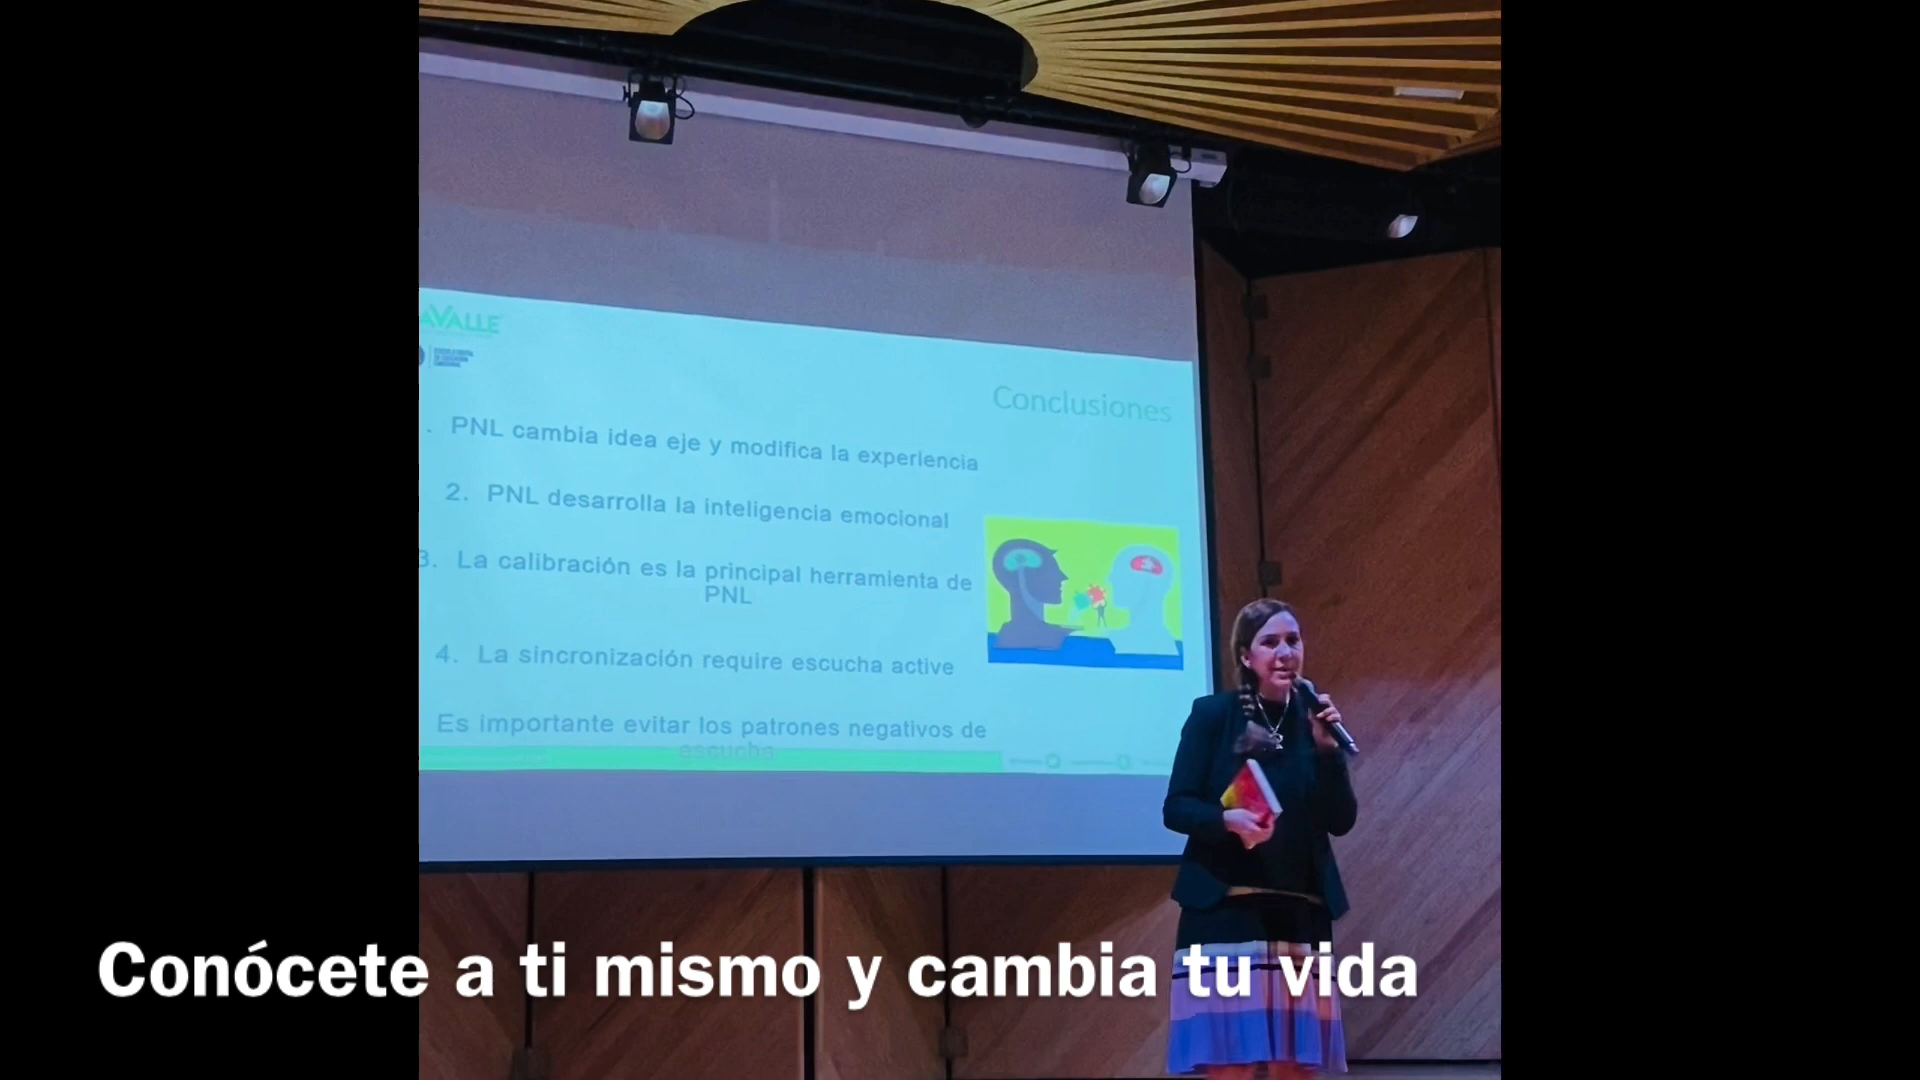 AVALLE
Conclusiones
. PNL cambia idea eje y modifica la experiencia
2. PNL desarrolla la inteligencia emocional
3. La calibración es la principal herramienta de
PNL
4. La sincronización require escucha active
Es importante evitar los patrones negativos de
escucha
Conócete a ti mismo y cambia tu vida